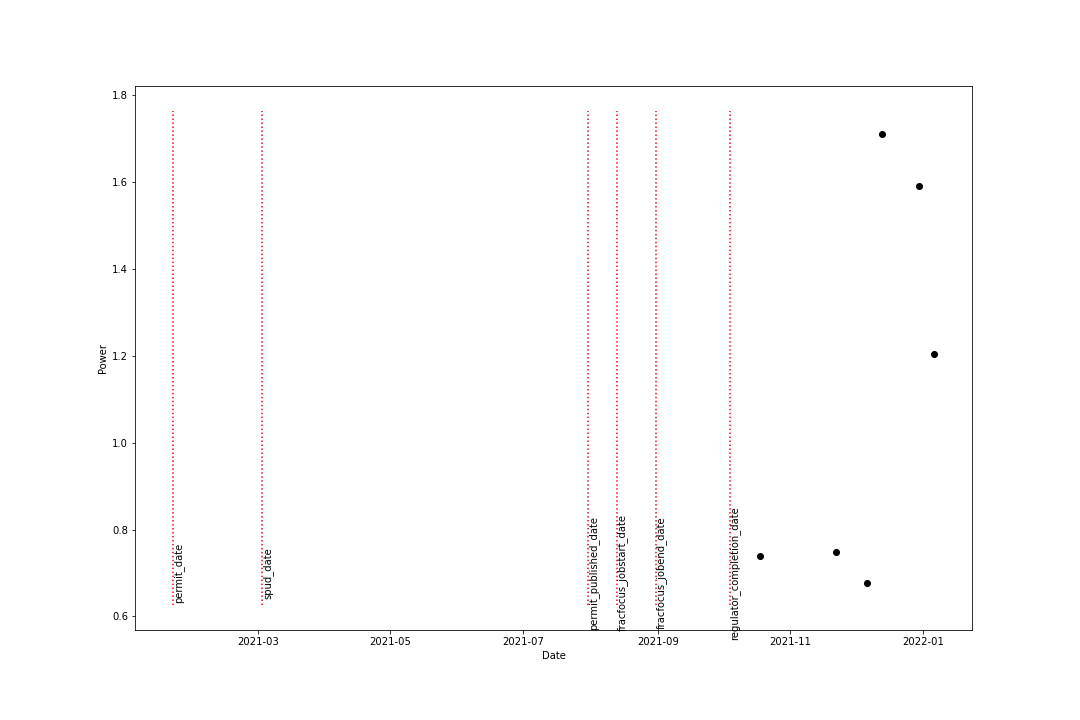 1.8
1.6
1.4
1.2
1.0
0.8
0.6
Power
permit_date
spud_date
permit_published_date
fracfocus_jobstart_date
fracfocus_jobend_date
regulator_completion_date
2021-03
2021-05
2021-07
2021-09
2021-11
2022-01
Date